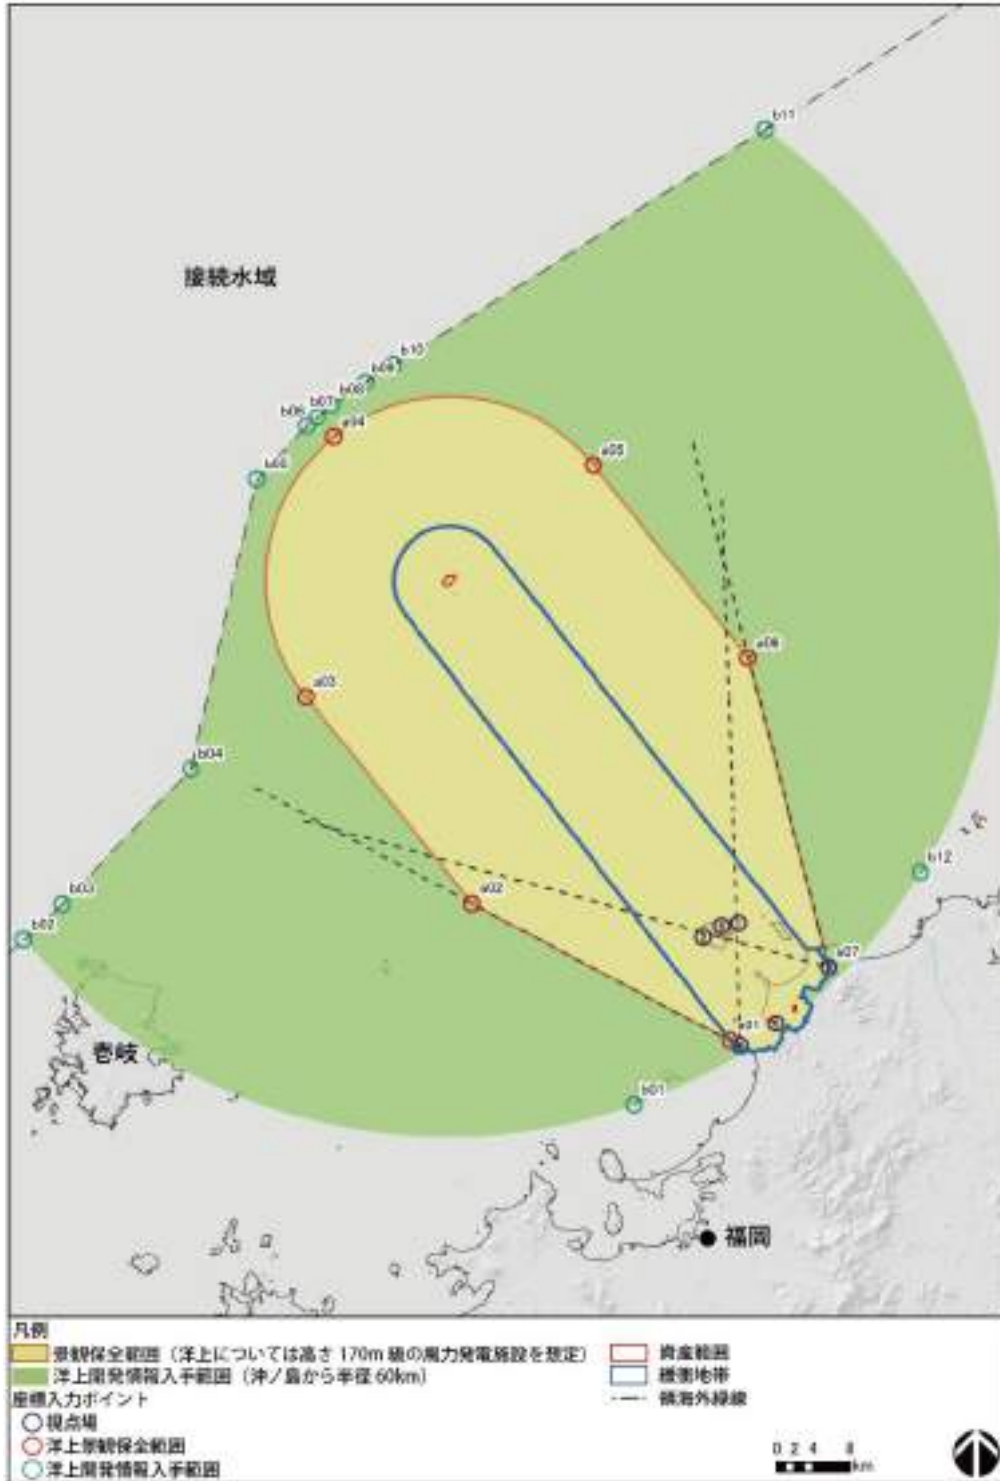 b11
接続水域
b10
b09
b08
b07
b06
a04
b05
a05
a06
a03
b04
b12
b03
a02
b02
a07
a01
壱岐
b01
福岡
凡例
景観保全範囲（洋上については高さ 170m 級の風力発電施設を想定）
資産範囲
洋上開発情報入手範囲（沖ノ島から半径 60km）
緩衝地帯
座標入力ポイント
領海外縁線
視点場
洋上景観保全範囲
0 2 4 8
km
洋上開発情報入手範囲